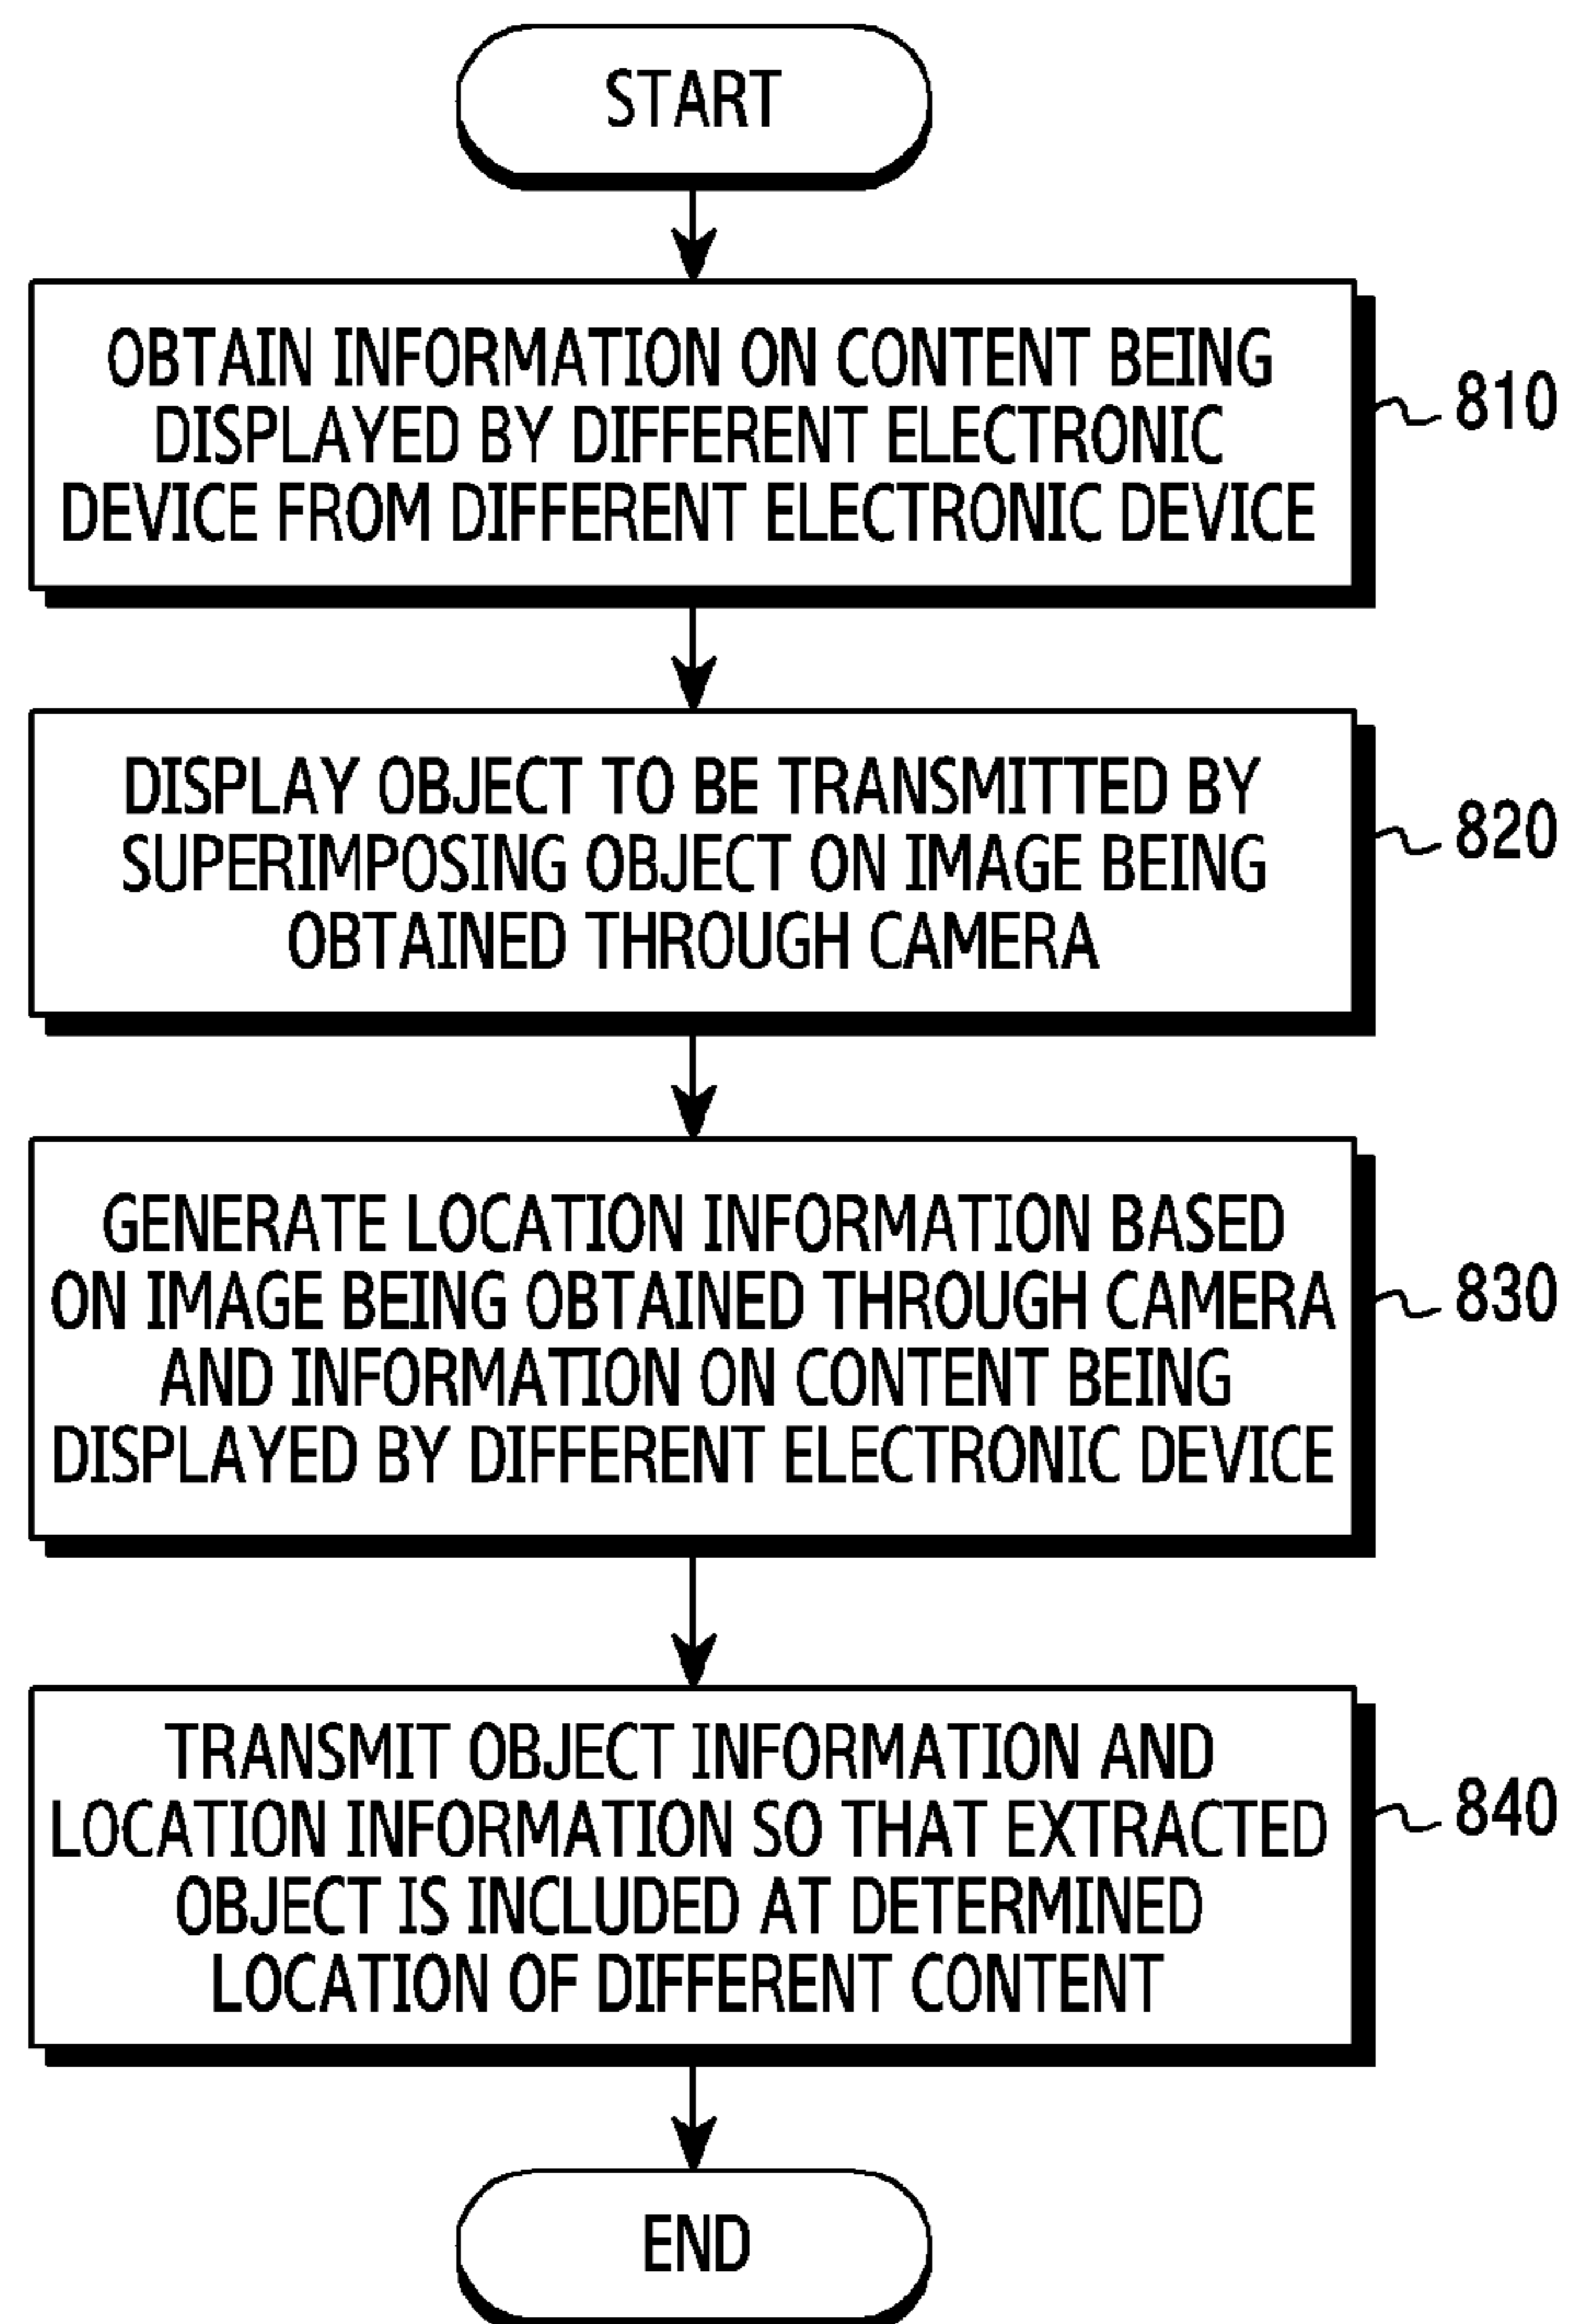 START
OBTAIN INFORMATION ON CONTENT BEING
DISPLAYED BY DIFFERENT ELECTRONIC
DEVICE FROM DIFFERENT ELECTRONIC DEVICE
810
DISPLAY OBJECT TO BE TRANSMITTED BY
SUPERIMPOSING OBJECT ON IMAGE BEING
OBTAINED THROUGH CAMERA
820
GENERATE LOCATION INFORMATION BASED
ON IMAGE BEING OBTAINED THROUGH CAMERA
AND INFORMATION ON CONTENT BEING
DISPLAYED BY DIFFERENT ELECTRONIC DEVICE
830
TRANSMIT OBJECT INFORMATION AND
LOCATION INFORMATION SO THAT EXTRACTED
OBJECT IS INCLUDED AT DETERMINED
LOCATION OF DIFFERENT CONTENT
840
END